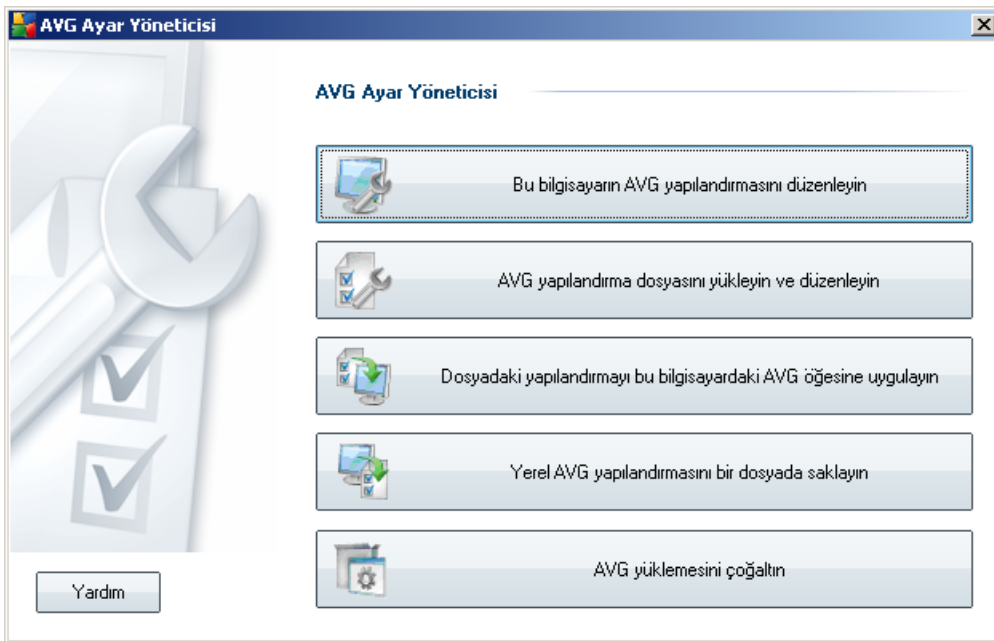 AVG Ayar Yöneticisi
AVG Ayar Yöneticisi
Bu bilgisayarın AVG yapılandırmasını düzenleyin
AVG yapılandırma dosyasını yükleyin ve düzenleyin
Dosyadaki yapılandırmayı bu bilgisayardaki AVG öğesine uygulayın
Yerel AVG yapılandırmasını bir dosyada saklayın
AVG yüklemesini çoğaltın
Yardım